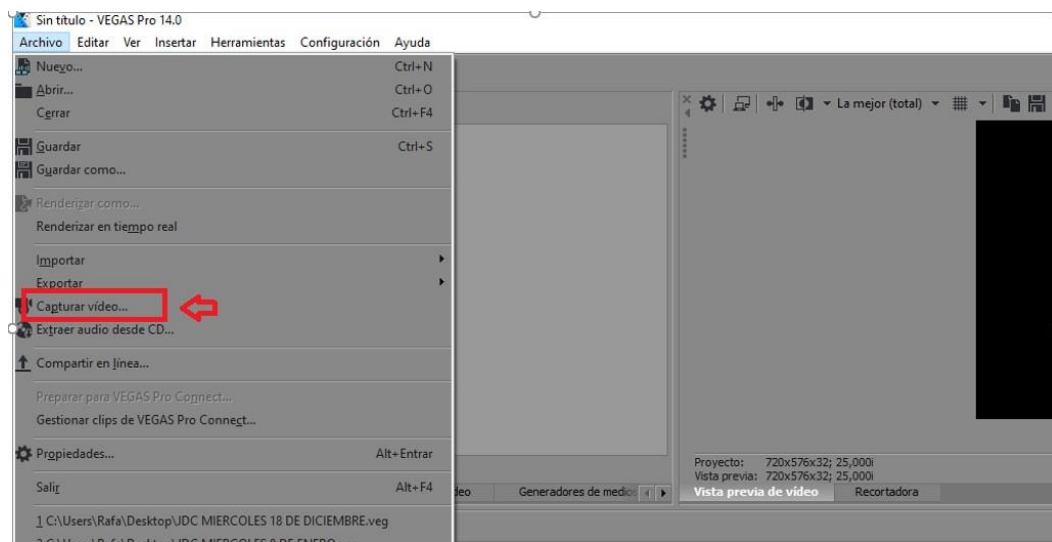 Sin título - VEGAS Pro 14.0
Archivo Editar Ver Insertar Herramientas Configuración Ayuda
Nuevo... Ctrl+N
Abrir... Ctrl+O
Cerrar Ctrl+F4
Guardar Ctrl+S
Guardar como...
Renderizar como...
Renderizar en tiempo real
Importar
Exportar
Capturar vídeo...
Extraer audio desde CD...
Compartir en línea...
Preparar para VEGAS Pro Connect...
Gestionar clips de VEGAS Pro Connect...
Propiedades... Alt+Entrar
Salir Alt+F4
1 C:\Users\Rafa\Desktop\JDC MIERCOLES 18 DE DICIEMBRE.veg
La mejor (total)
Proyecto: 720x576x32; 25,000i
Vista previa: 720x576x32; 25,000i
Generadores de medios
Vista previa de vídeo Recortadora